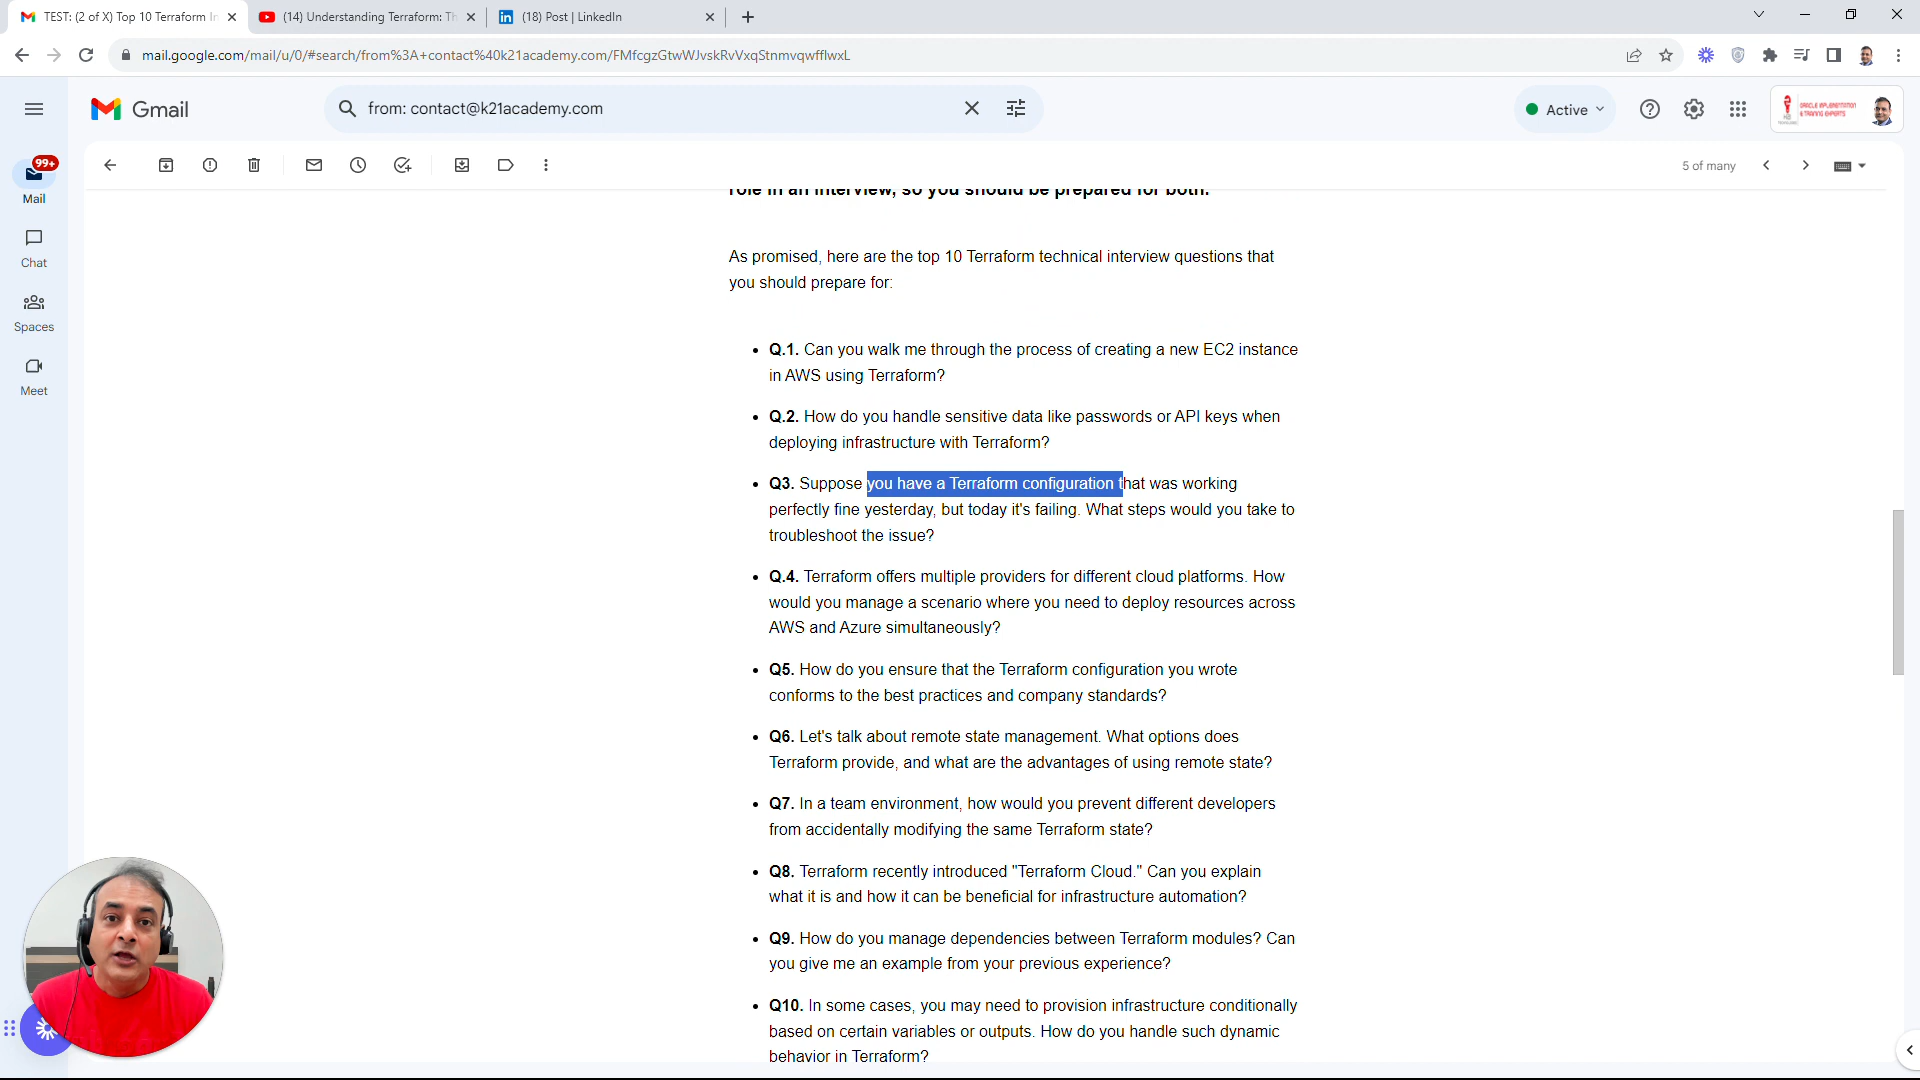 TEST: (2 of X) Top 10 Terraform In
(14) Understanding Terraform: Th
(18) Post | LinkedIn
mail.google.com/mail/u/0/#search/from%3A+contact%40k21academy.com/FMfcgzGtwWJvskRvVxqStnmvqwfflwxL
Gmail
from: contact@k21academy.com
Active
ORACLE IMPLEMENTATION
& TRAINING EXPERTS
99+
Mail
Chat
Spaces
Meet
5 of many
role in an interview, so you should be prepared for both.
As promised, here are the top 10 Terraform technical interview questions that
you should prepare for:
• Q.1. Can you walk me through the process of creating a new EC2 instance
in AWS using Terraform?
• Q.2. How do you handle sensitive data like passwords or API keys when
deploying infrastructure with Terraform?
• Q3. Suppose you have a Terraform configuration that was working
perfectly fine yesterday, but today it's failing. What steps would you take to
troubleshoot the issue?
• Q.4. Terraform offers multiple providers for different cloud platforms. How
would you manage a scenario where you need to deploy resources across
AWS and Azure simultaneously?
• Q5. How do you ensure that the Terraform configuration you wrote
conforms to the best practices and company standards?
• Q6. Let's talk about remote state management. What options does
Terraform provide, and what are the advantages of using remote state?
• Q7. In a team environment, how would you prevent different developers
from accidentally modifying the same Terraform state?
• Q8. Terraform recently introduced "Terraform Cloud." Can you explain
what it is and how it can be beneficial for infrastructure automation?
• Q9. How do you manage dependencies between Terraform modules? Can
you give me an example from your previous experience?
• Q10. In some cases, you may need to provision infrastructure conditionally
based on certain variables or outputs. How do you handle such dynamic
behavior in Terraform?